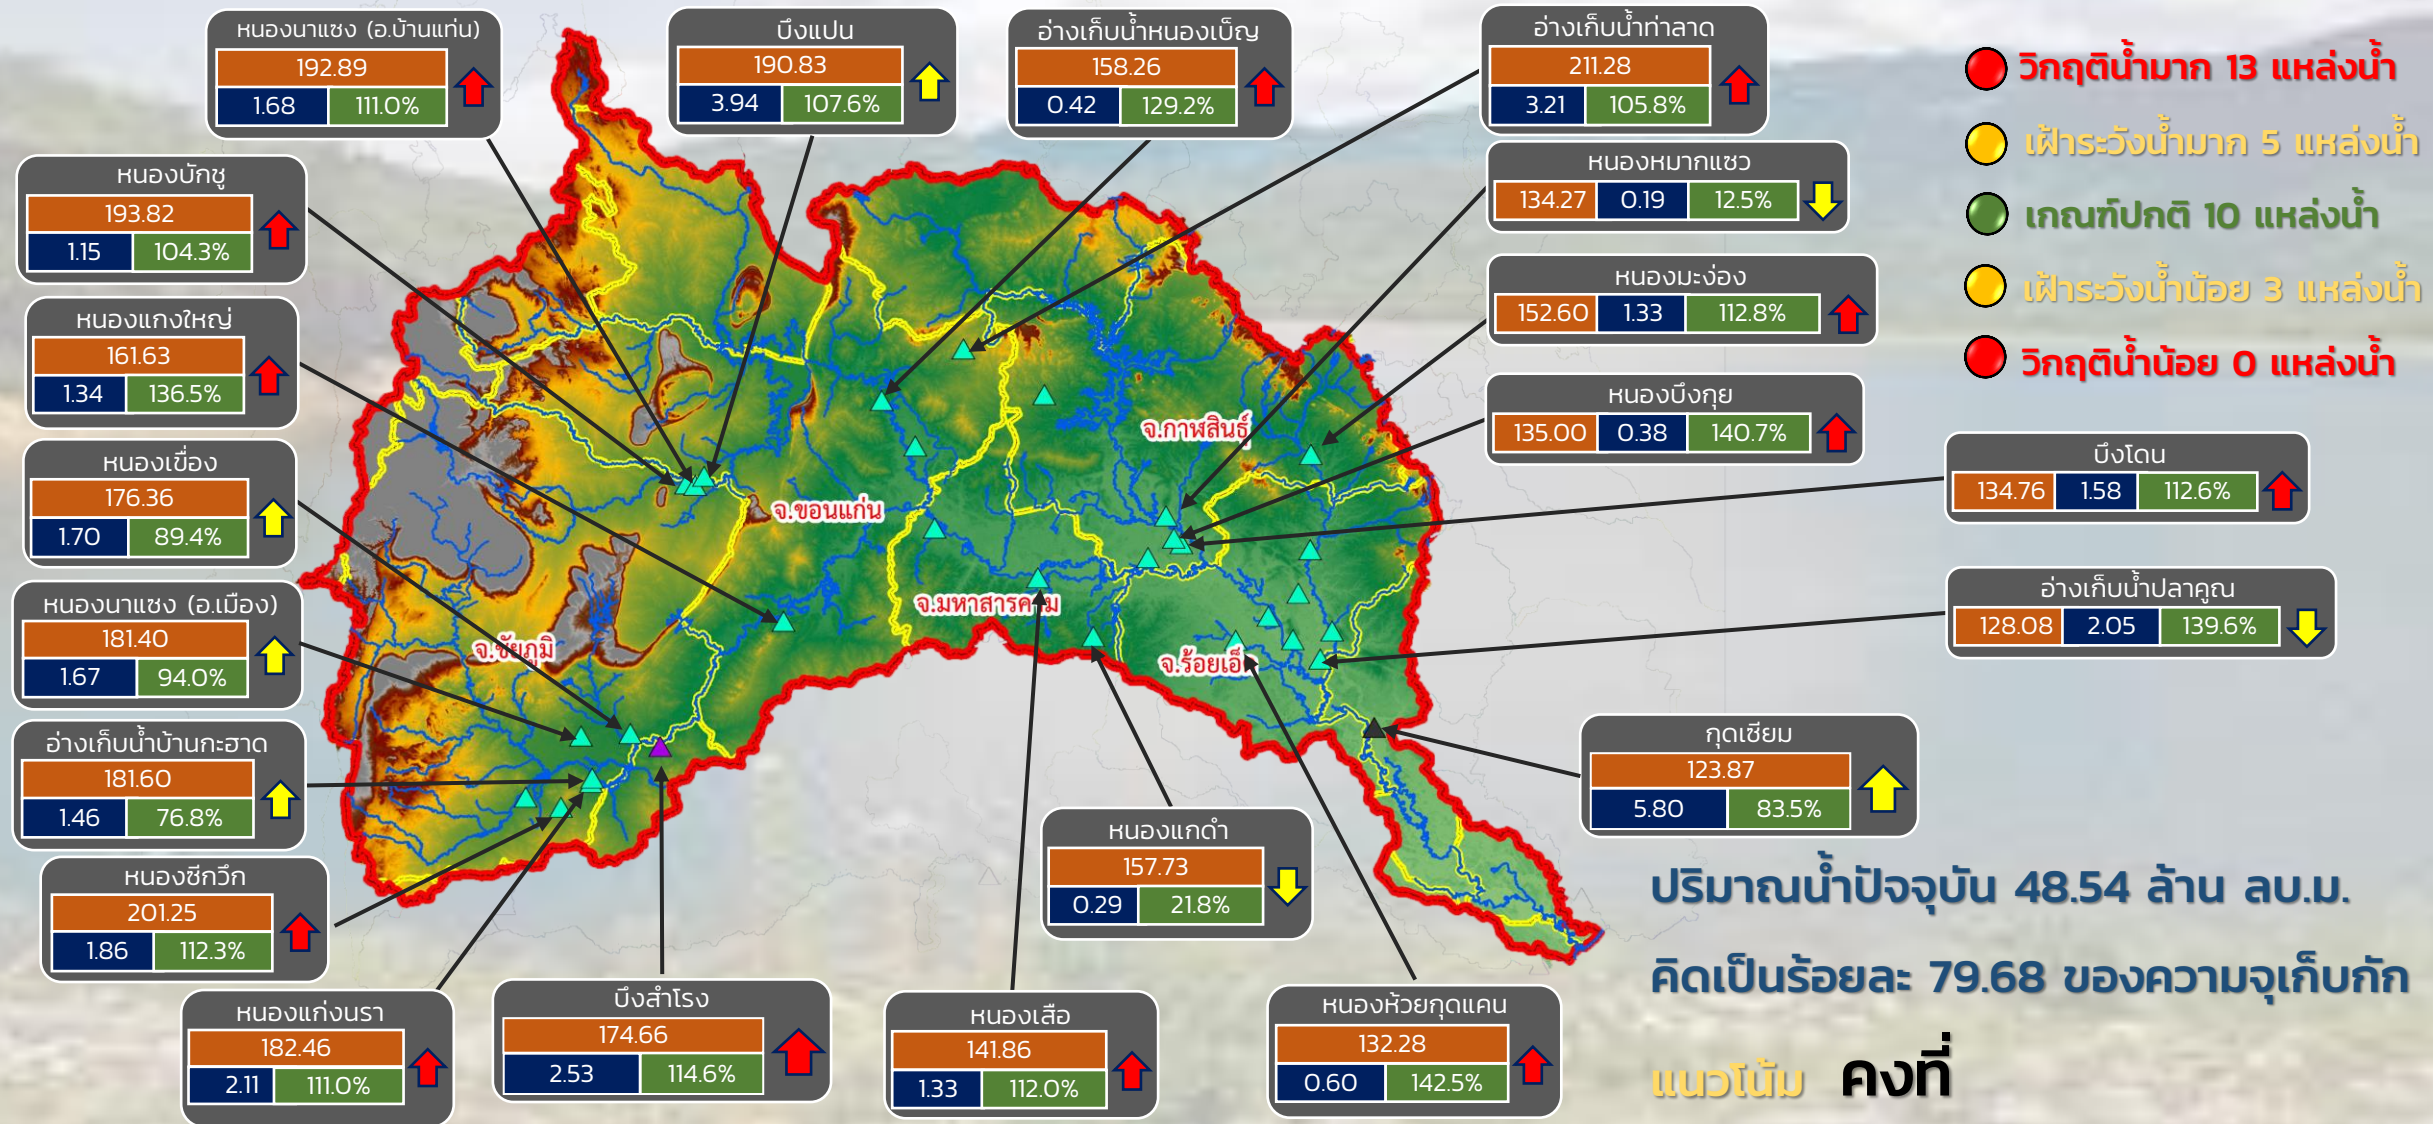 หนองนาแซง (อ.บ้านแท่น)
192.89
1.68 111.0%
บึงแปน
190.83
3.94 107.6%
อ่างเก็บน้ำหนองเบ็ญ
158.26
0.42 129.2%
อ่างเก็บน้ำท่าลาด
211.28
3.21 105.8%
วิกฤติน้ำมาก 13 แหล่งน้ำ
เฝ้าระวังน้ำมาก 5 แหล่งน้ำ
เกณฑ์ปกติ 10 แหล่งน้ำ
เฝ้าระวังน้ำน้อย 3 แหล่งน้ำ
วิกฤติน้ำน้อย 0 แหล่งน้ำ
หนองบักชู
193.82
1.15 104.3%
หนองหมากแซว
134.27 0.19 12.5%
หนองมะง่อง
152.60 1.33 112.8%
หนองแกงใหญ่
161.63
1.34 136.5%
หนองบึงกุย
135.00 0.38 140.7%
หนองเขื่อง
176.36
1.70 89.4%
บึงโดน
134.76 1.58 112.6%
จ.กาฬสินธุ์
จ.ขอนแก่น
จ.มหาสารคาม
จ.ชัยภูมิ
จ.ร้อยเอ็
หนองนาแซง (อ.เมือง)
181.40
1.67 94.0%
อ่างเก็บน้ำปลาคูณ
128.08 2.05 139.6%
อ่างเก็บน้ำบ้านกะฮาด
181.60
1.46 76.8%
กุดเซียม
123.87
5.80 83.5%
หนองแกดำ
157.73
0.29 21.8%
หนองซึกวึก
201.25
1.86 112.3%
หนองแก่งนรา
182.46
2.11 111.0%
บึงสำโรง
174.66
2.53 114.6%
หนองเสือ
141.86
1.33 112.0%
หนองห้วยกุดแคน
132.28
0.60 142.5%
ปริมาณน้ำปัจจุบัน 48.54 ล้าน ลบ.ม.
คิดเป็นร้อยละ 79.68 ของความจุเก็บกัก
แนวโน้ม คงที่